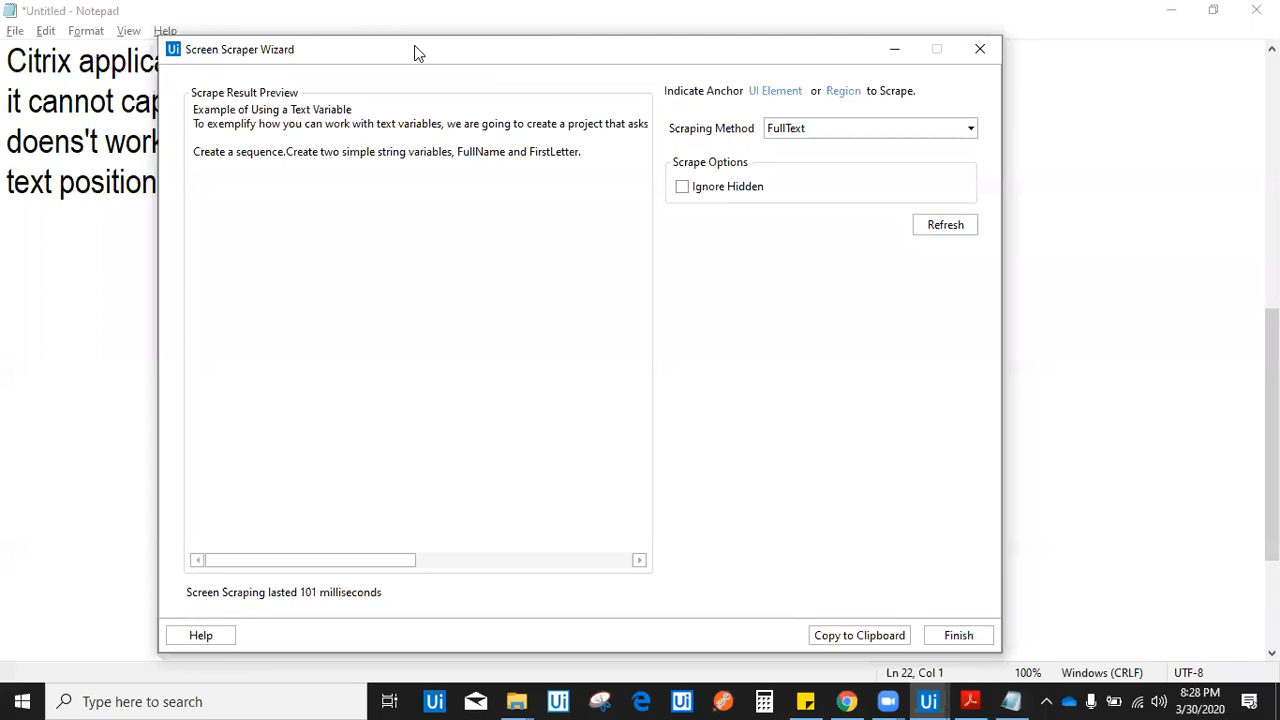 *Untitled - Notepad
File Edit Format View Help
Citrix applica
it cannot cap
doens't work
text position
Ui Screen Scraper Wizard
Scrape Result Preview
Example of Using a Text Variable
To exemplify how you can work with text variables, we are going to create a project that asks
Create a sequence.Create two simple string variables, FullName and FirstLetter.
Screen Scraping lasted 101 milliseconds
Indicate Anchor UI Element or Region to Scrape.
Scraping Method FullText
Scrape Options
Ignore Hidden
Refresh
Help
Copy to Clipboard
Finish
Ln 22, Col 1
100%
Windows (CRLF)
UTF-8
Type here to search
Ui
Ui
Ui
Ui
8:28 PM
3/30/2020